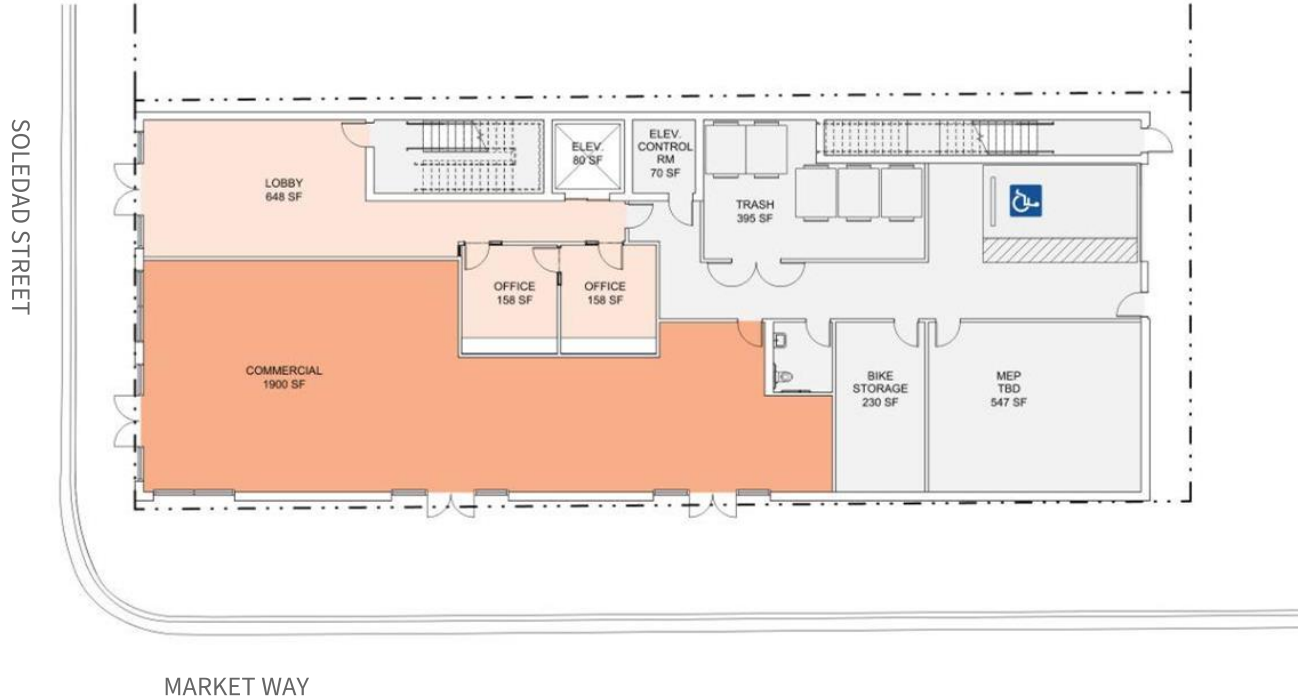 SOLEDAD STREET
LOBBY
648 SF
ELEV.
80 SF
ELEV.
CONTROL
RM
70 SF
TRASH
395 SF
OFFICE
158 SF
OFFICE
158 SF
COMMERCIAL
1900 SF
BIKE
STORAGE
230 SF
MEP
TBD
547 SF
MARKET WAY